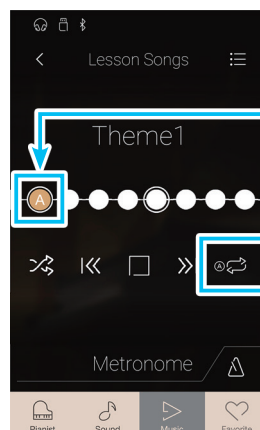 Lesson Songs
Theme1
A
A
Metronome
Pianist
Sound
Music
Favorite